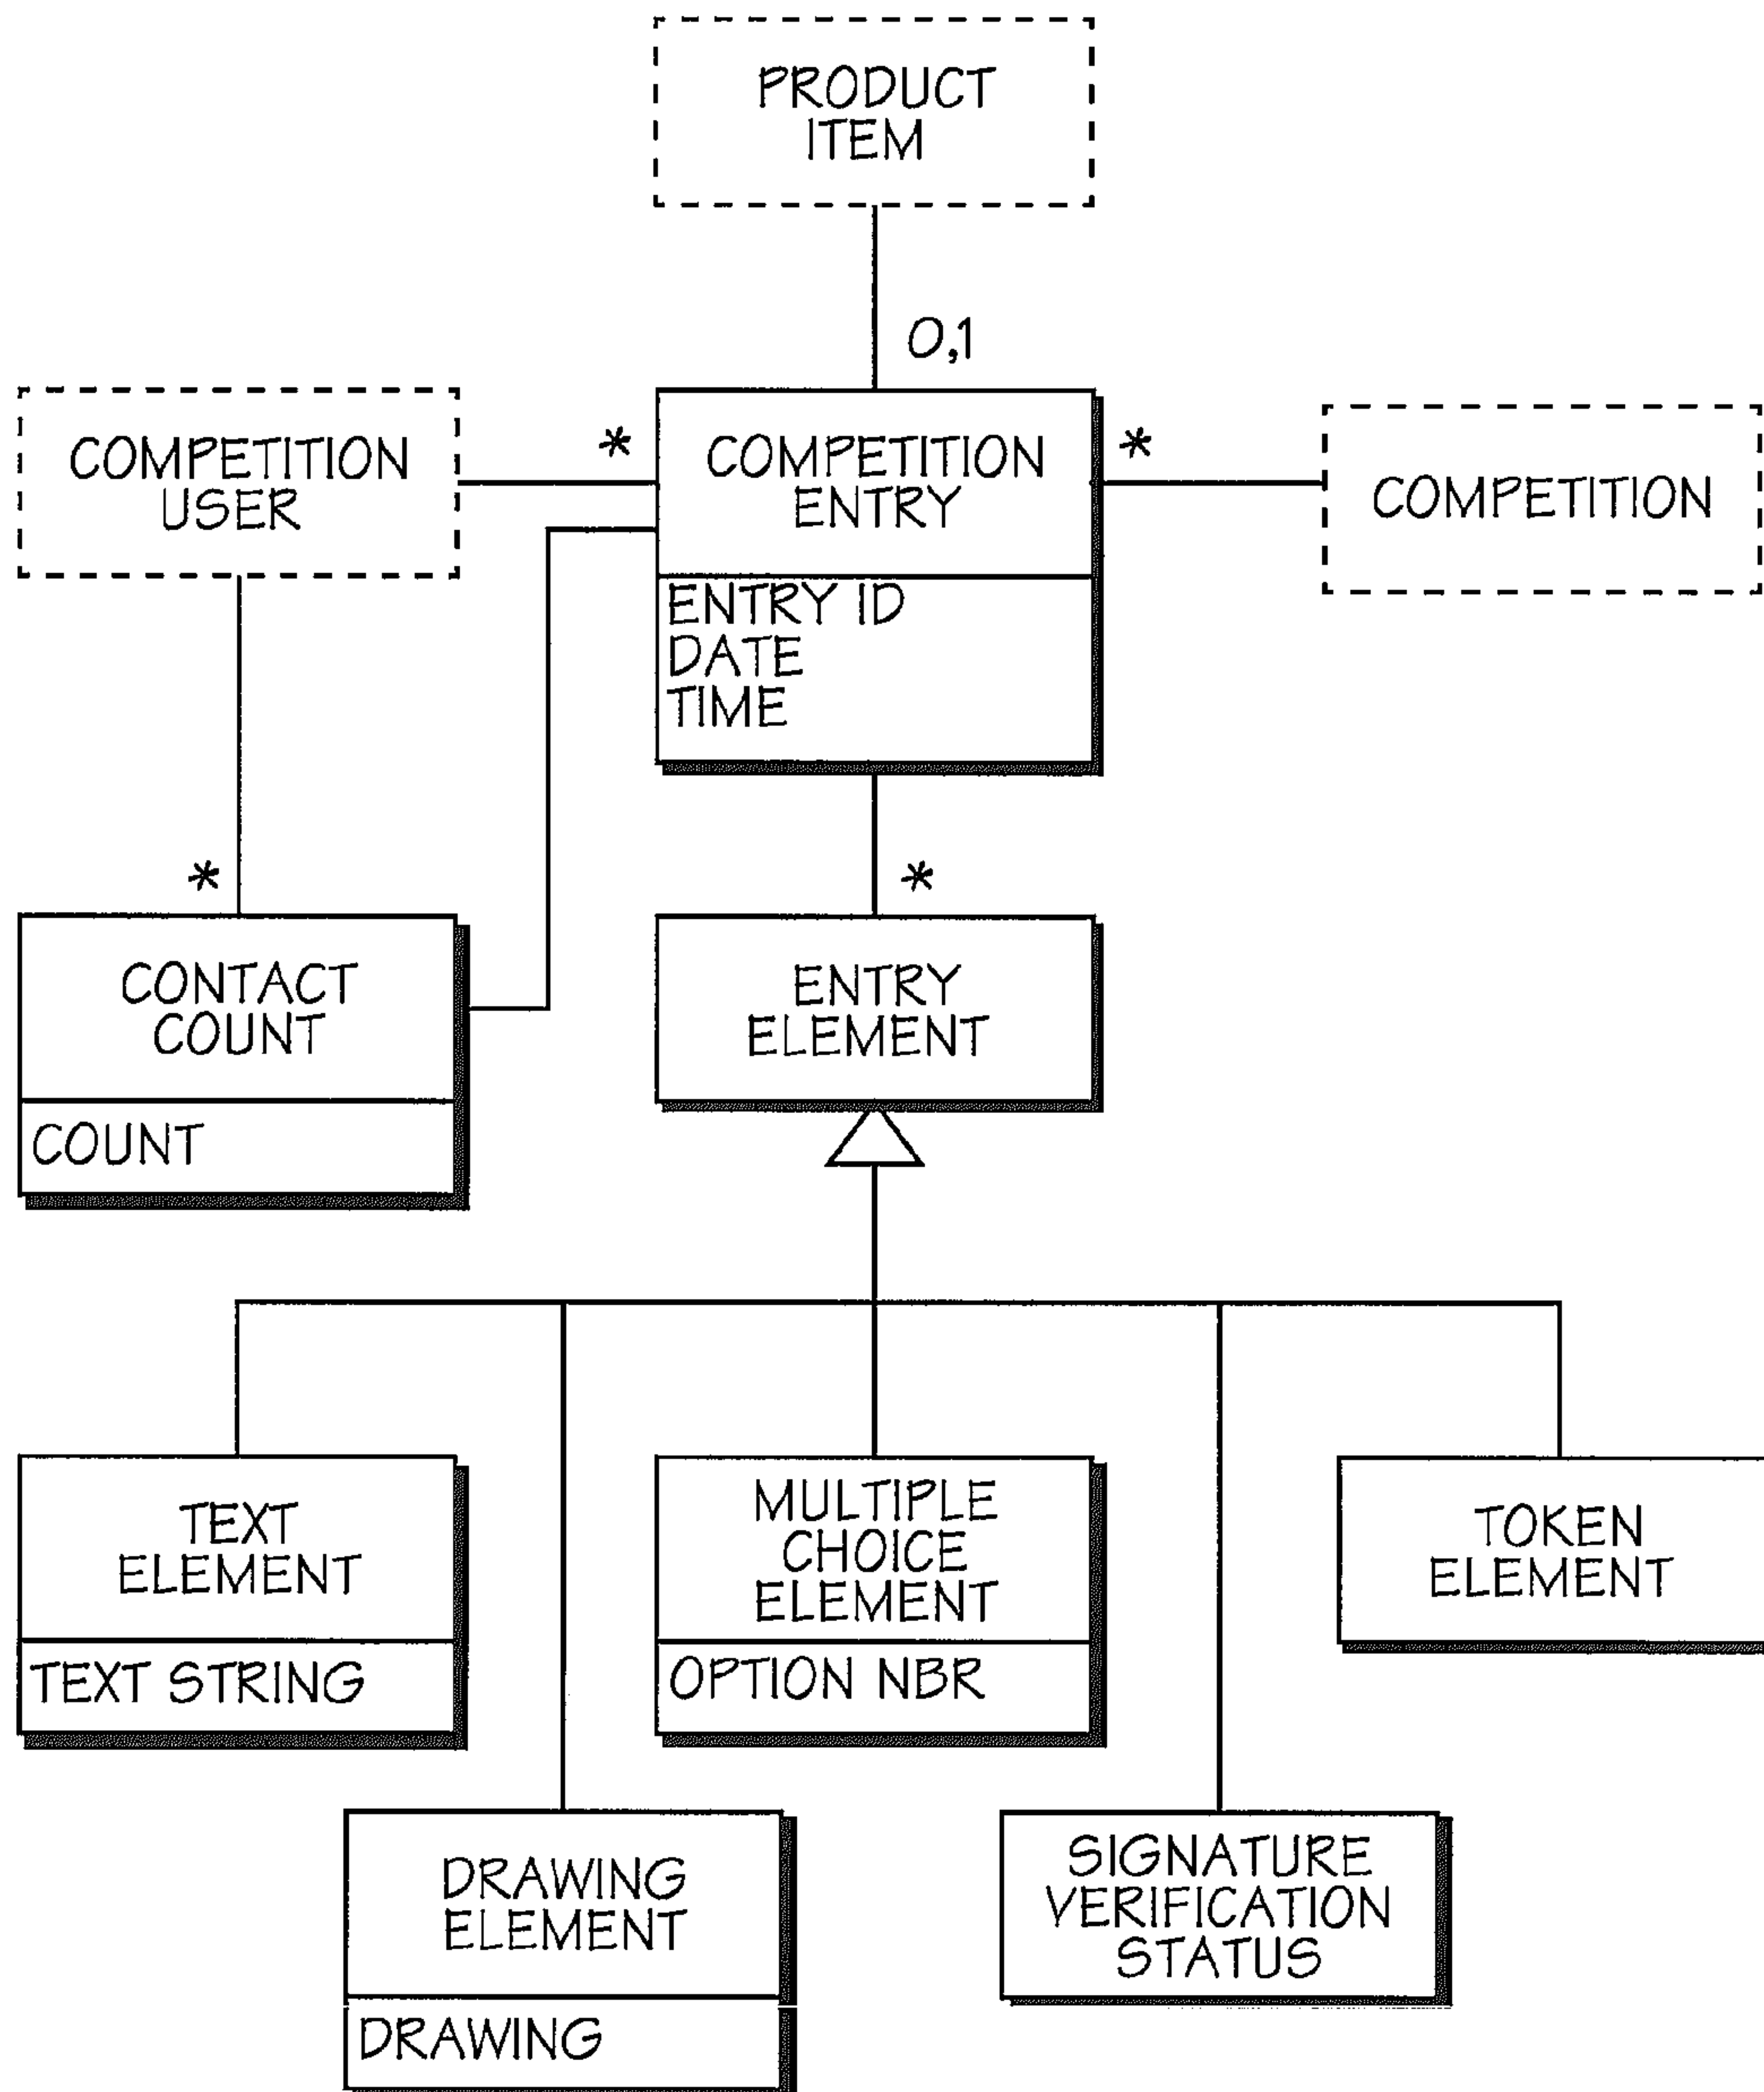 PRODUCT
ITEM
0,1
COMPETITION
USER
*
COMPETITION
ENTRY
*
COMPETITION
ENTRY ID
DATE
TIME
*
*
CONTACT
COUNT
COUNT
ENTRY
ELEMENT
TEXT
ELEMENT
TEXT STRING
MULTIPLE
CHOICE
ELEMENT
OPTION NBR
TOKEN
ELEMENT
DRAWING
ELEMENT
DRAWING
SIGNATURE
VERIFICATION
STATUS